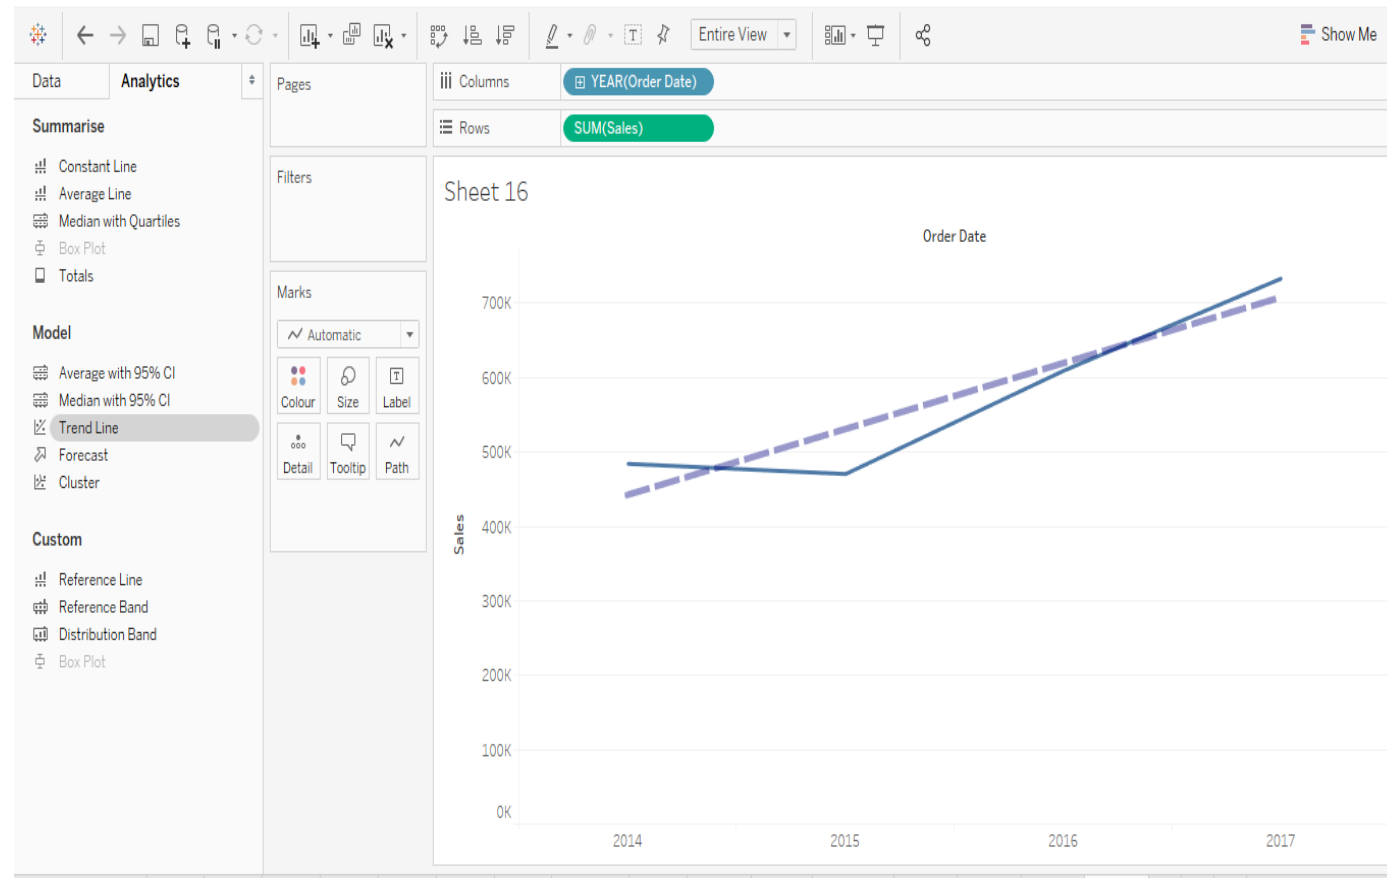 Entire View
Show Me
Data
Analytics
Summarise
Constant Line
Average Line
Median with Quartiles
Box Plot
Totals
Model
Average with 95% CI
Median with 95% CI
Trend Line
Forecast
Cluster
Custom
Reference Line
Reference Band
Distribution Band
Box Plot
Pages
Filters
Marks
Automatic
Colour
Size
T
Label
Detail
Tooltip
Path
Columns
YEAR(Order Date)
Rows
SUM(Sales)
Sheet 16
Order Date
Sales
700K
600K
500K
400K
300K
200K
100K
0K
2014
2015
2016
2017